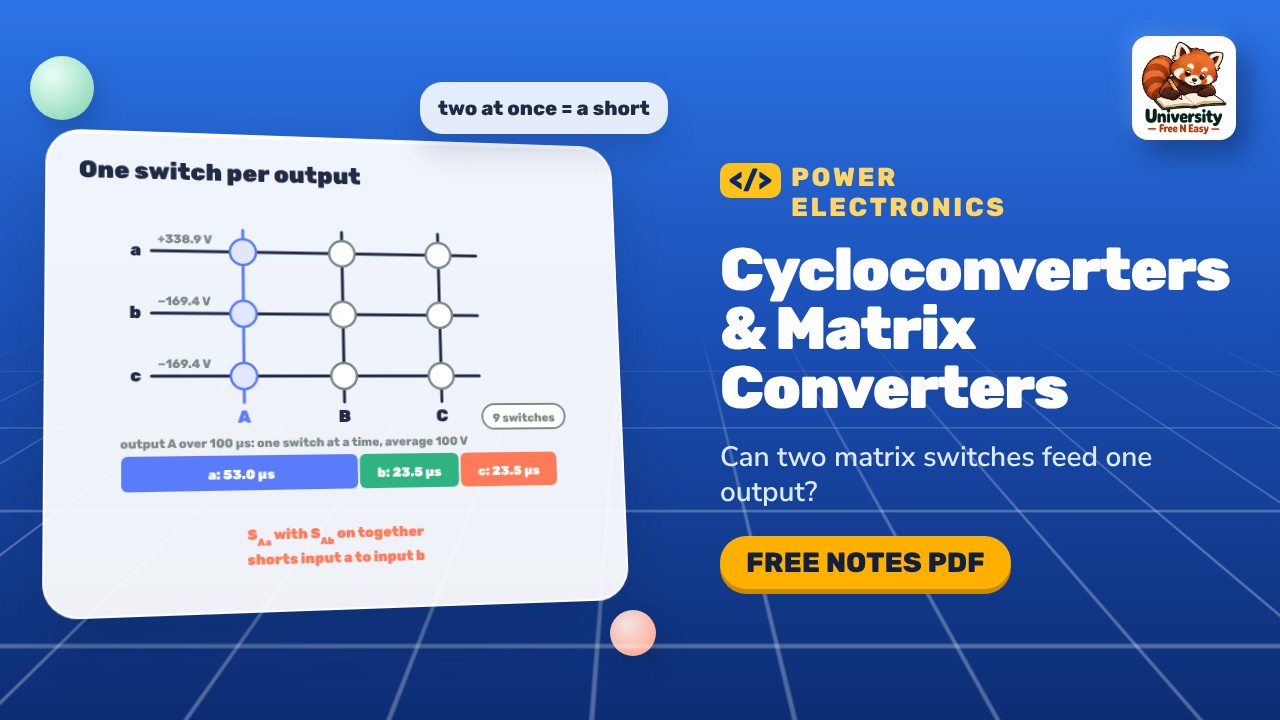 two at once = a short
One switch per output
+338.9 V
a
−169.4 V
b
−169.4 V
c
A B C
9 switches
output A over 100 µs: one switch at a time, average 100 V
a: 53.0 µs b: 23.5 µs c: 23.5 µs
SAa with SAb on together
shorts input a to input b
University
Free N Easy
</> POWER
ELECTRONICS
Cycloconverters
& Matrix
Converters
Can two matrix switches feed one
output?
FREE NOTES PDF